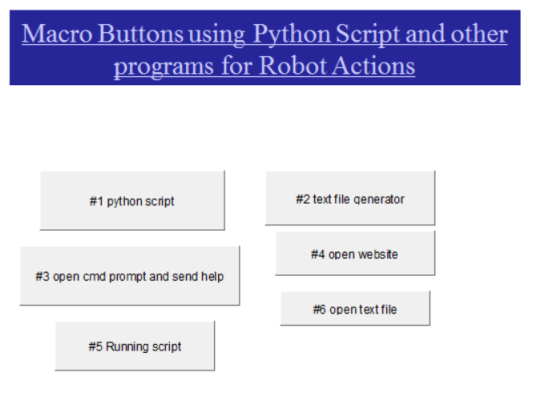 Macro Buttons using Python Script and other
programs for Robot Actions
#1 python script
#2 text file generator
#3 open cmd prompt and send help
#4 open website
#5 Running script
#6 open text file